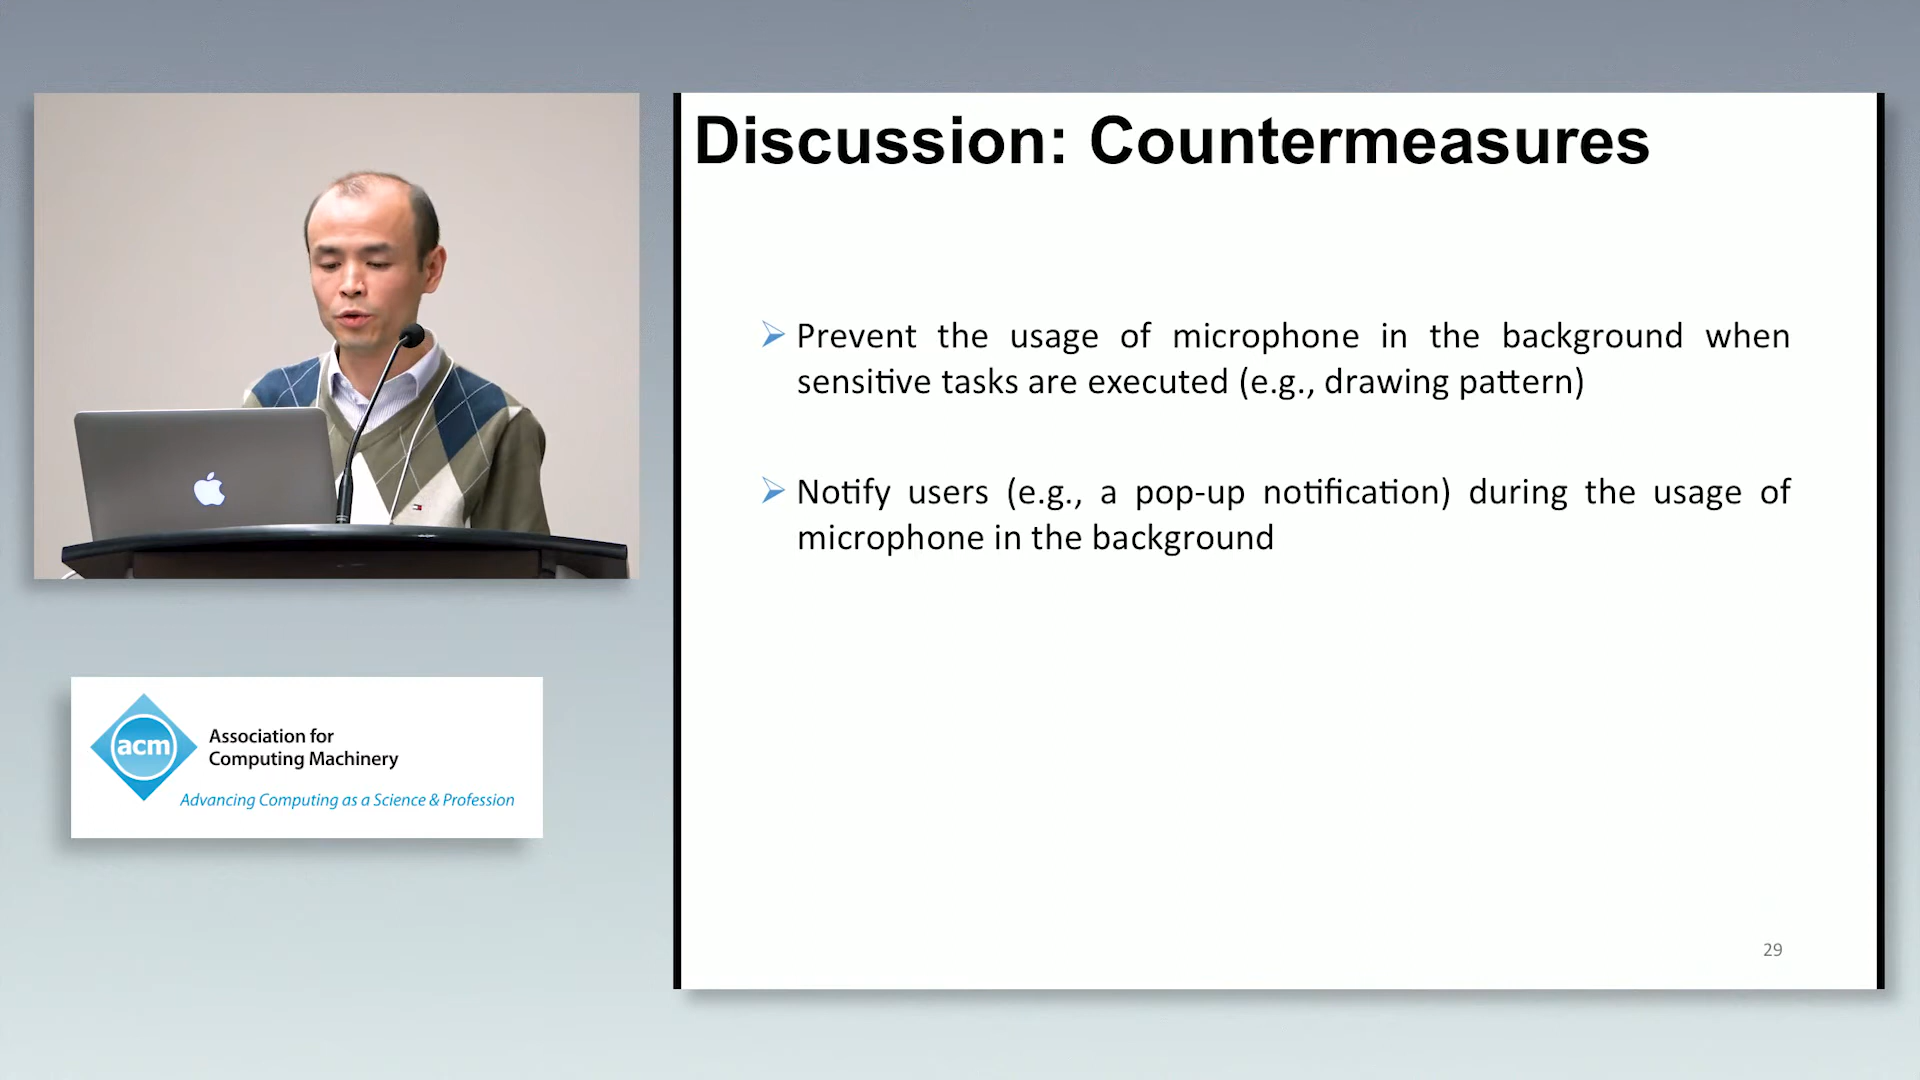 Discussion: Countermeasures
Prevent the usage of microphone in the background when
sensitive tasks are executed (e.g., drawing pattern)
Notify users (e.g., a pop-up notification) during the usage of
microphone in the background
29
acm
Association for
Computing Machinery
Advancing Computing as a Science & Profession